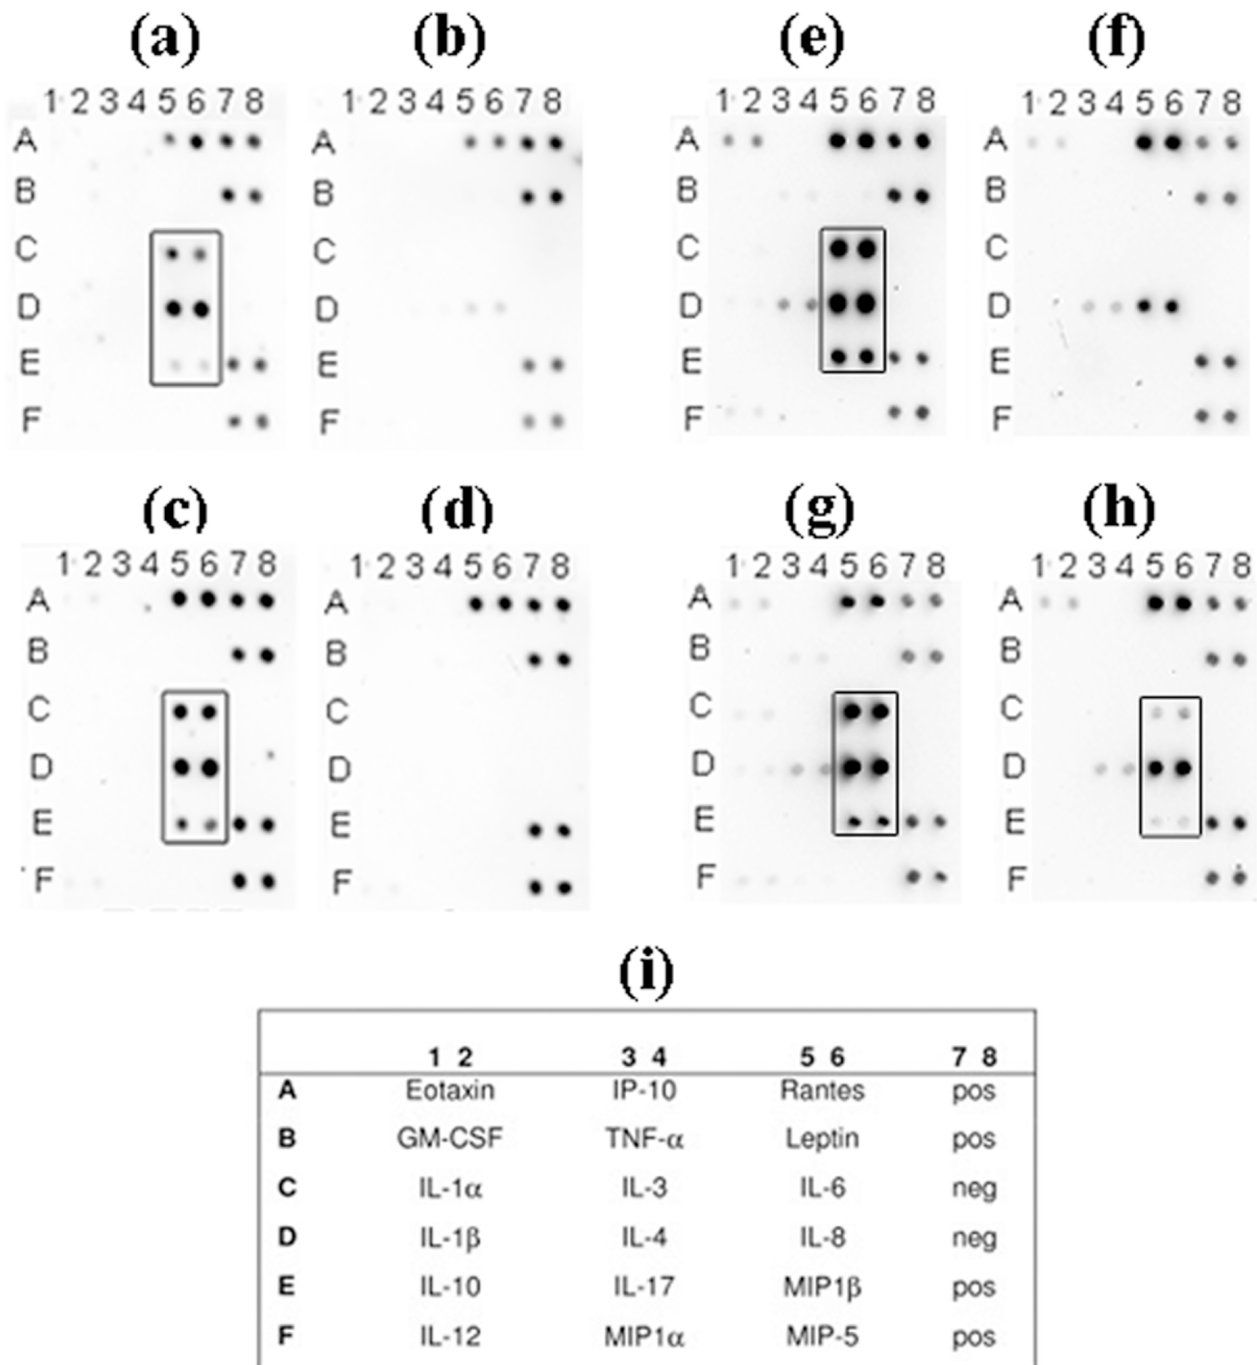 (a) (b) (e) (f)
1 2 3 4 5 6 7 8 1 2 3 4 5 6 7 8 1 2 3 4 5 6 7 8 1 2 3 4 5 6 7 8
A A A A
B B B B
C C C C
D D D D
E E E E
F F F F
(c) (d) (g) (h)
1 2 3 4 5 6 7 8 1 2 3 4 5 6 7 8 1 2 3 4 5 6 7 8 1 2 3 4 5 6 7 8
A A A A
B B B B
C C C C
D D D D
E E E E
F F F F
(i)
1 2 3 4 5 6 7 8
A Eotaxin IP-10 Rantes pos
B GM-CSF TNF-α Leptin pos
C IL-1α IL-3 IL-6 neg
D IL-1β IL-4 IL-8 neg
E IL-10 IL-17 MIP1β pos
F IL-12 MIP1α MIP-5 pos